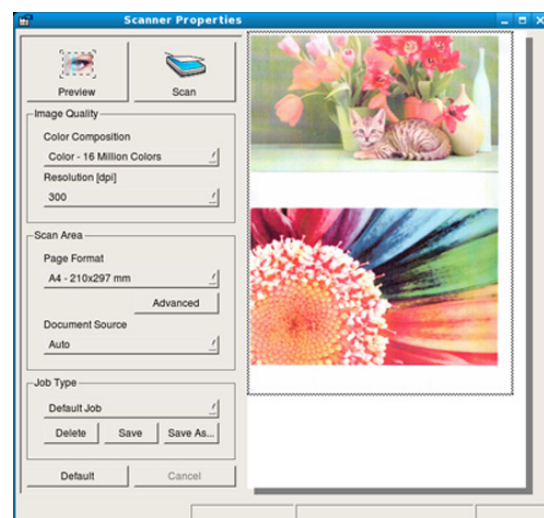 Scanner Properties
Preview
Scan
Image Quality
Color Composition
Color - 16 Million Colors
Resolution [dpi]
300
Scan Area
Page Format
A4 - 210x297 mm
Advanced
Document Source
Auto
Job Type
Default Job
Delete
Save
Save As...
Default
Cancel